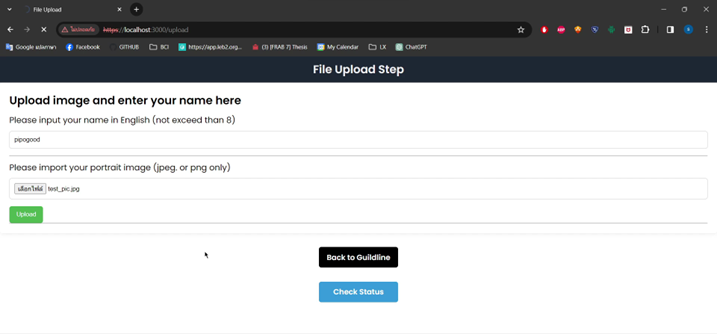 File Upload
ไม่ปลอดภัย https://localhost:3000/upload
Google แปลภาษา Facebook GITHUB BCI https://app.leb2.org... (3) [FRAB 7] Thesis My Calendar LX ChatGPT
File Upload Step
Upload image and enter your name here
Please input your name in English (not exceed than 8)
pipogood
Please import your portrait image (jpeg. or png only)
เลือกไฟล์ test_pic.jpg
Upload
Back to Guildline
Check Status